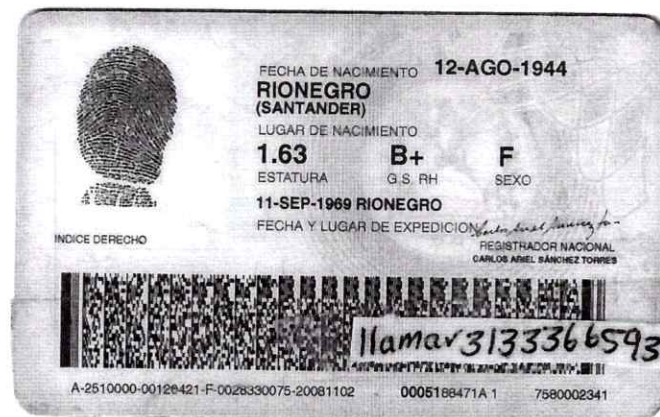 FECHA DE NACIMIENTO 12-AGO-1944
RIONEGRO
(SANTANDER)
LUGAR DE NACIMIENTO
1.63 B+ F
ESTATURA G.S. RH SEXO
11-SEP-1969 RIONEGRO
FECHA Y LUGAR DE EXPEDICION
INDICE DERECHO
REGISTRADOR NACIONAL
CARLOS ARIEL SÁNCHEZ TORRES
llamar 3133366593
A-2510000-00126421-F-0028330075-20081102 0005188471A 1 7580002341